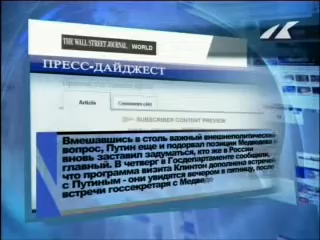 THE WALL STREET JOURNAL. WORLD
ПРЕСС-ДАЙДЖЕСТ
Article
Comments (26)
SUBSCRIBER CONTENT PREVIEW
Вмешавшись в столь важный внешнеполитический
вопрос, Путин еще и подорвал позиции Медведева и
вновь заставил задуматься, кто же в России
главный. В четверг в Госдепартаменте сообщили,
что программа визита Клинтон дополнена встречей
с Путиным - они увидятся вечером в пятницу, после
встречи госсекретаря с Медве